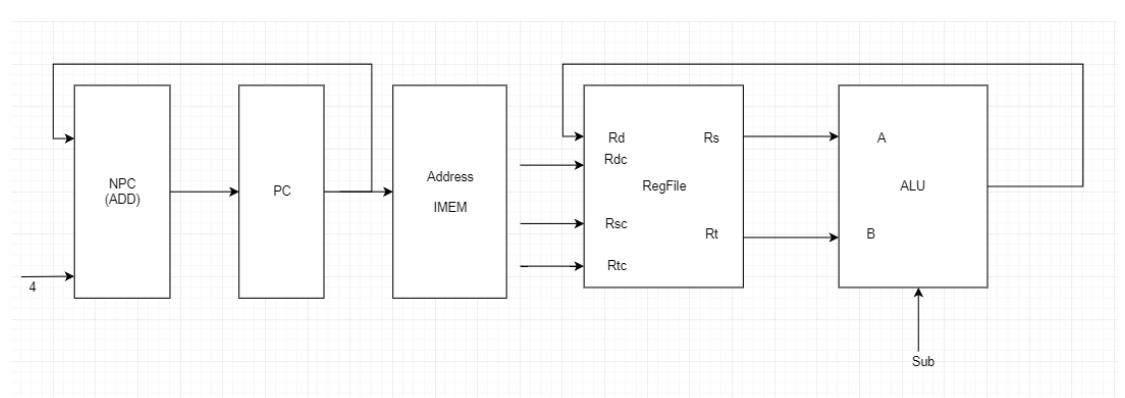 4
NPC
(ADD)
PC
Address
IMEM
Rd
Rdc
Rsc
Rtc
RegFile
Rs
Rt
A
B
ALU
Sub